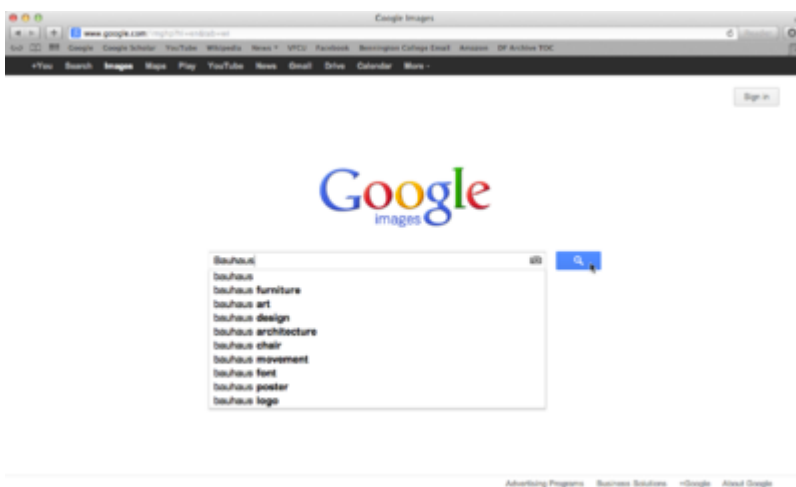 Google Images
www.google.com
Google Google Scholar YouTube Wikipedia News VFCU Facebook Bennington College Email Amazon DF Archive TOC
+You Search Images Maps Play YouTube News Gmail Drive Calendar More
Sign in
Google
images
Bauhaus
bauhaus
bauhaus furniture
bauhaus art
bauhaus design
bauhaus architecture
bauhaus chair
bauhaus movement
bauhaus font
bauhaus poster
bauhaus logo
Advertising Programs Business Solutions +Google About Google